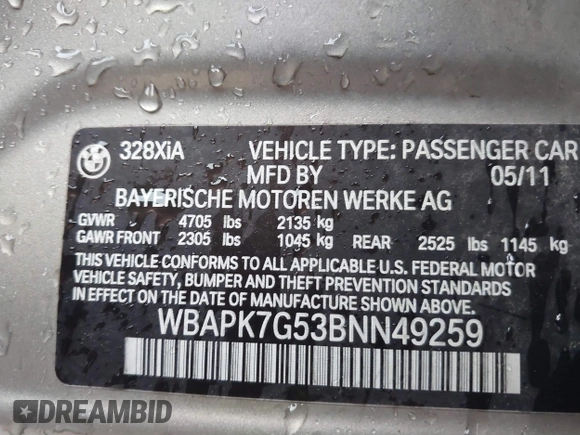 BMW
328XiA VEHICLE TYPE: PASSENGER CAR
MFD BY 05/11
BAYERISCHE MOTOREN WERKE AG
GVWR 4705 lbs 2135 kg
GAWR FRONT 2305 lbs 1045 kg REAR 2525 lbs 1145 kg
THIS VEHICLE CONFORMS TO ALL APPLICABLE U.S. FEDERAL MOTOR
VEHICLE SAFETY, BUMPER AND THEFT PREVENTION STANDARDS
IN EFFECT ON THE DATE OF MANUFACTURE SHOWN ABOVE.
WBAPK7G53BNN49259
DREAMBID